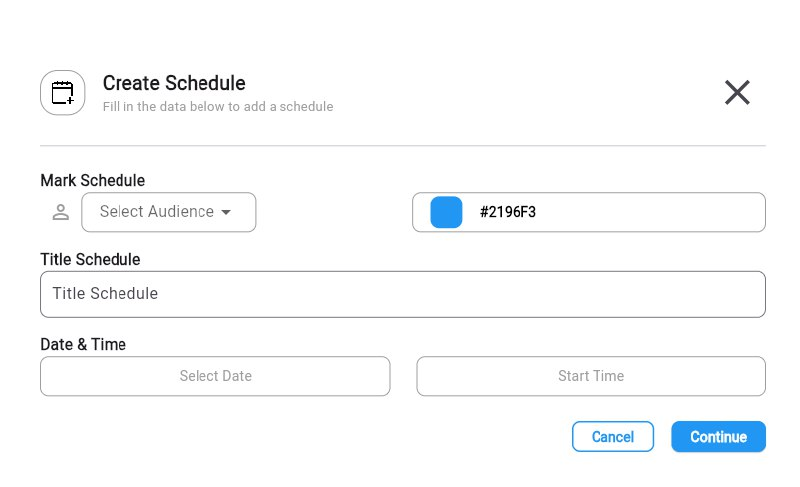 Create Schedule
Fill in the data below to add a schedule
Mark Schedule
Select Audience
#2196F3
Title Schedule
Title Schedule
Date & Time
Select Date
Start Time
Cancel
Continue